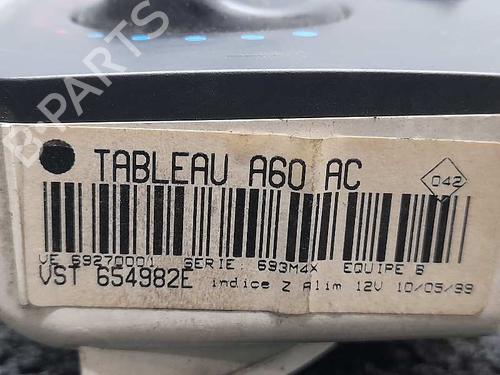 B-PARTS
TABLEAU A60 AC
042
VE 69270001 SERIE: 693M4X EQUIPE B
VST 654982E indice Z Alim 12V 10/05/99